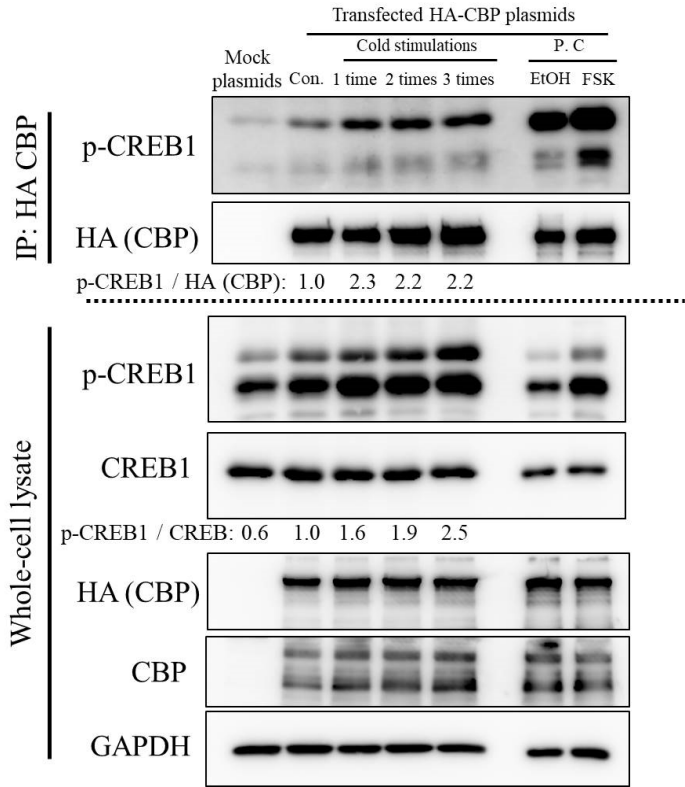 Transfected HA-CBP plasmids
Mock plasmids
Cold stimulations
P. C
Con.
1 time
2 times
3 times
EtOH
FSK
IP: HA CBP
p-CREB1
HA (CBP)
p-CREB1 / HA (CBP): 1.0 2.3 2.2 2.2
Whole-cell lysate
p-CREB1
CREB1
p-CREB1 / CREB: 0.6 1.0 1.6 1.9 2.5
HA (CBP)
CBP
GAPDH